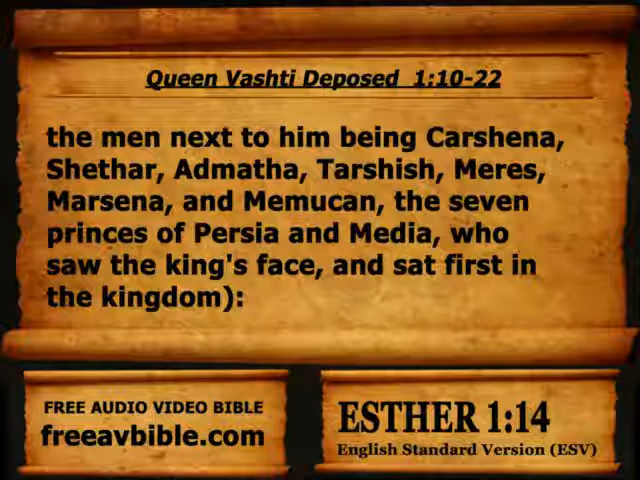 Queen Vashti Deposed 1:10-22
the men next to him being Carshena,
Shethar, Admatha, Tarshish, Meres,
Marsena, and Memucan, the seven
princes of Persia and Media, who
saw the king's face, and sat first in
the kingdom):
FREE AUDIO VIDEO BIBLE
freeavbible.com
ESTHER 1:14
English Standard Version (ESV)